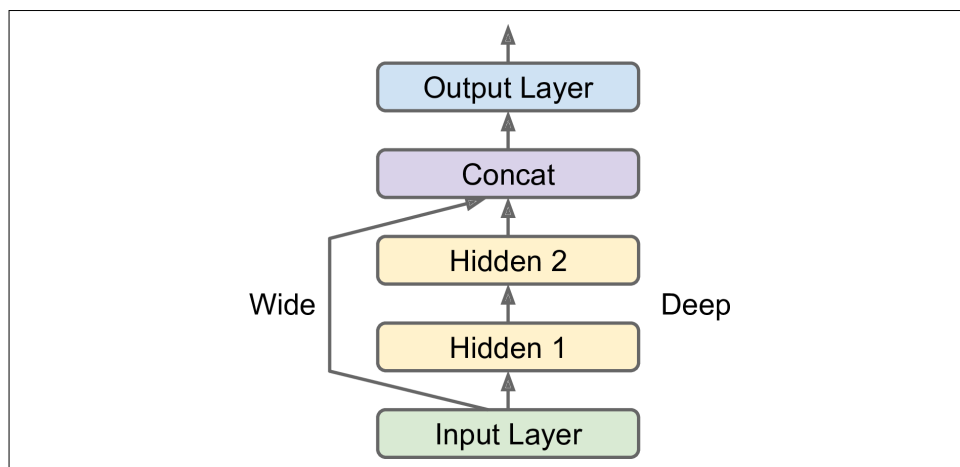 Output Layer
Concat
Hidden 2
Wide
Deep
Hidden 1
Input Layer